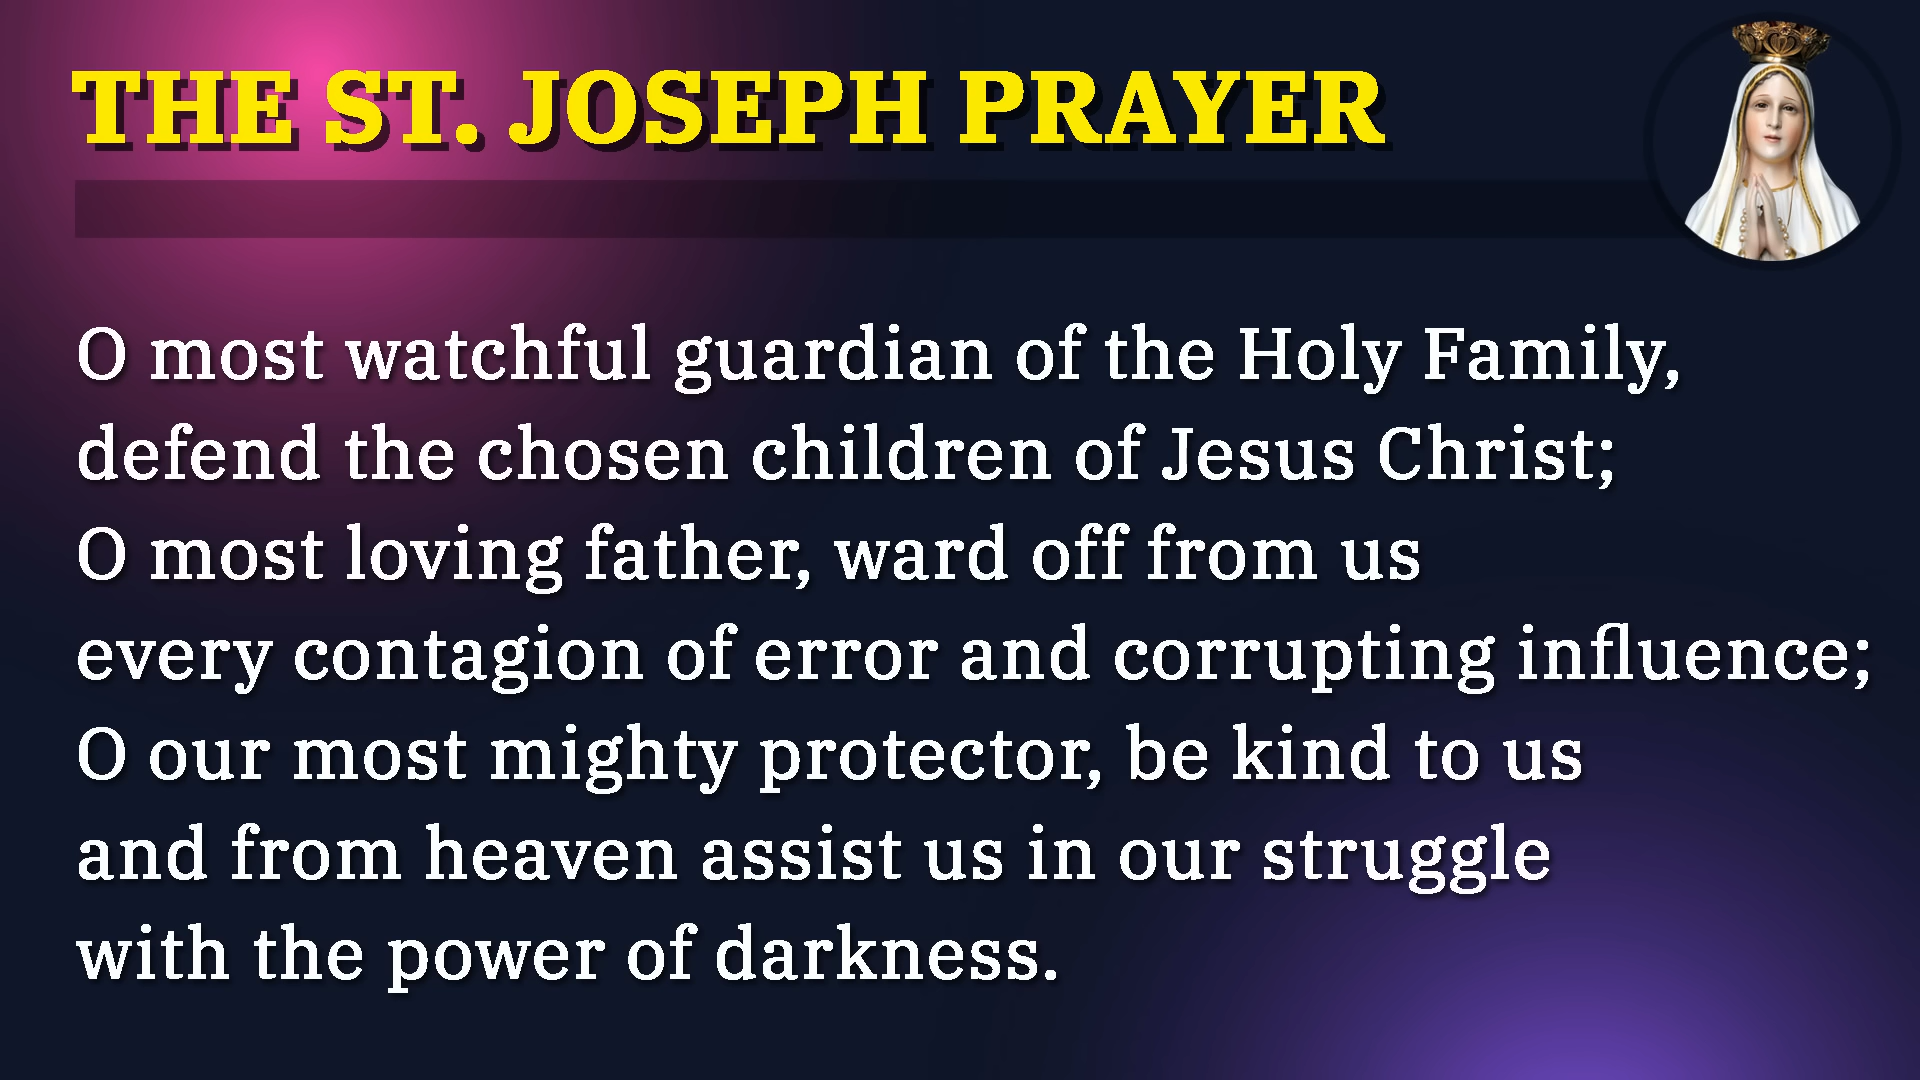 THE ST. JOSEPH PRAYER
O most watchful guardian of the Holy Family,
defend the chosen children of Jesus Christ;
O most loving father, ward off from us
every contagion of error and corrupting influence;
O our most mighty protector, be kind to us
and from heaven assist us in our struggle
with the power of darkness.